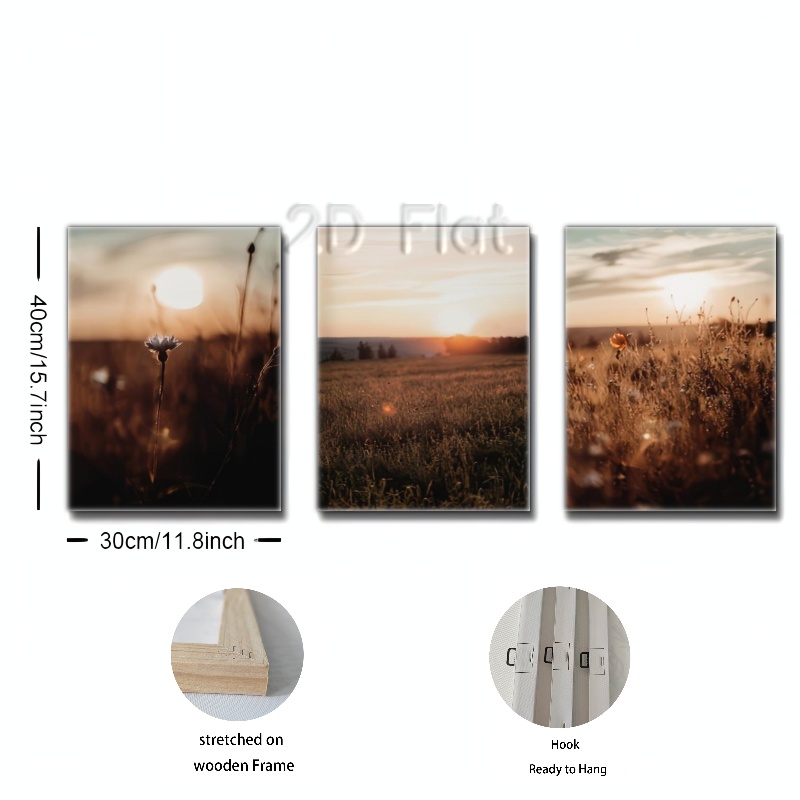 2D Flat
40cm/15.7inch
30cm/11.8inch
stretched on
wooden Frame
Hook
Ready to Hang